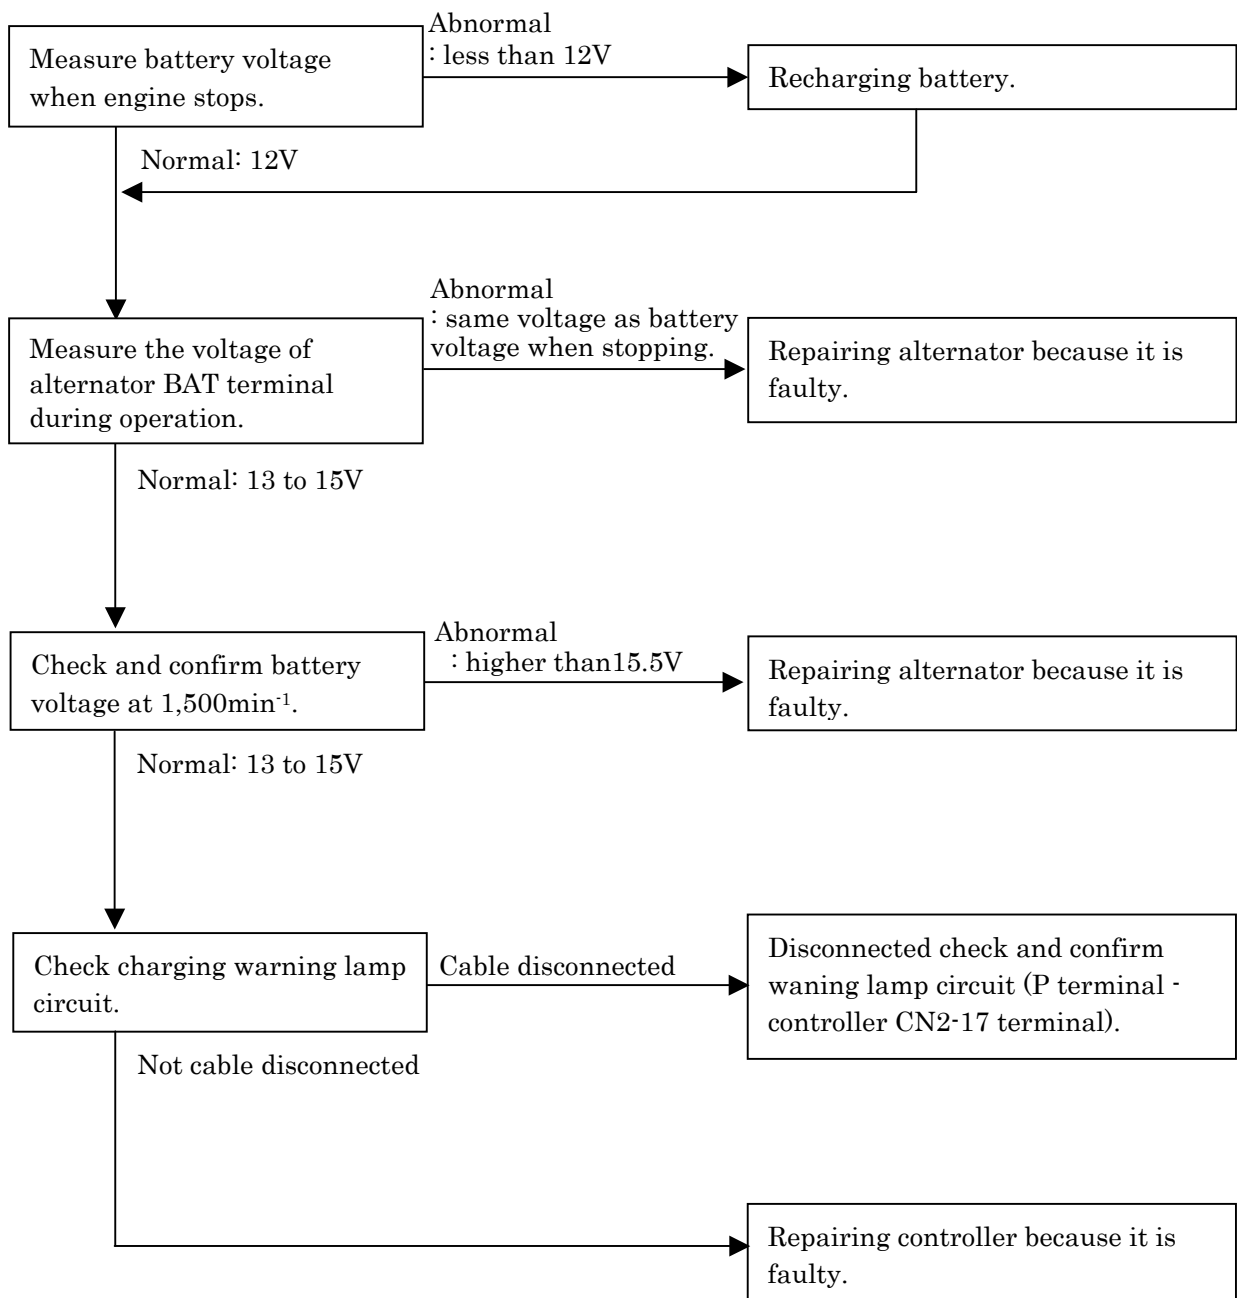 Measure battery voltage
when engine stops.
Abnormal
: less than 12V
Recharging battery.
Normal: 12V
Measure the voltage of
alternator BAT terminal
during operation.
Abnormal
: same voltage as battery
voltage when stopping.
Repairing alternator because it is
faulty.
Normal: 13 to 15V
Check and confirm battery
voltage at 1,500min⁻¹.
Abnormal
: higher than15.5V
Repairing alternator because it is
faulty.
Normal: 13 to 15V
Check charging warning lamp
circuit.
Cable disconnected
Disconnected check and confirm
waning lamp circuit (P terminal -
controller CN2-17 terminal).
Not cable disconnected
Repairing controller because it is
faulty.